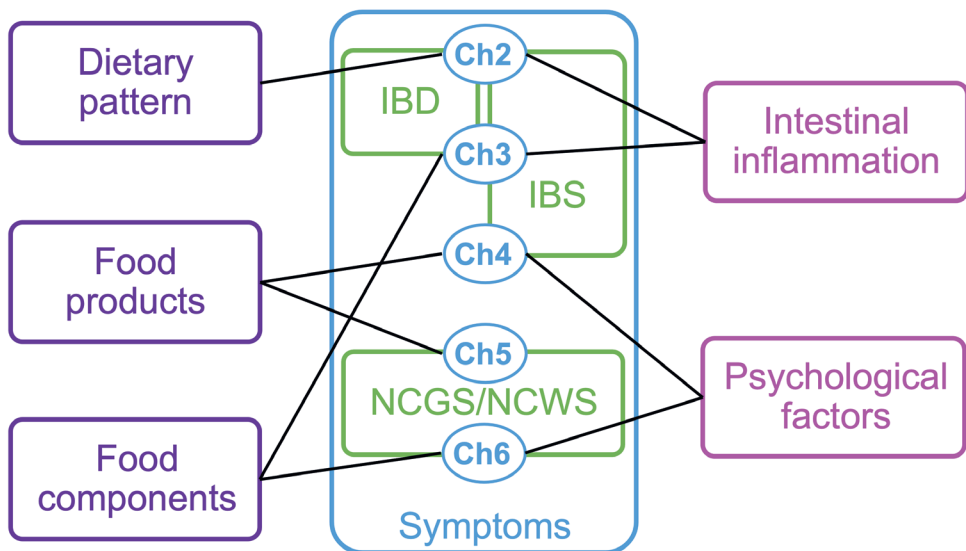 Dietary
pattern
Food
products
Food
components
Ch2
IBD
Ch3
IBS
Ch4
Ch5
NCGS/NCWS
Ch6
Symptoms
Intestinal
inflammation
Psychological
factors